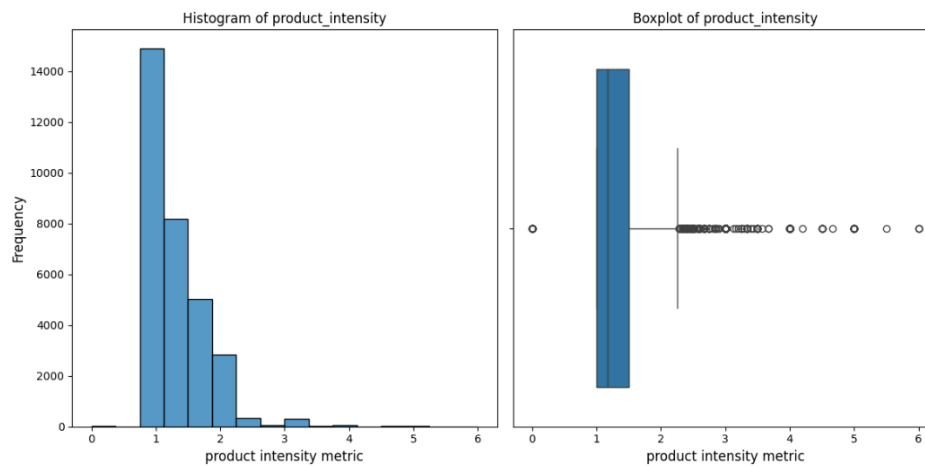 Histogram of product_intensity
Boxplot of product_intensity
14000
12000
10000
8000
6000
4000
2000
0
Frequency
0 1 2 3 4 5 6
product intensity metric
0 1 2 3 4 5 6
product intensity metric